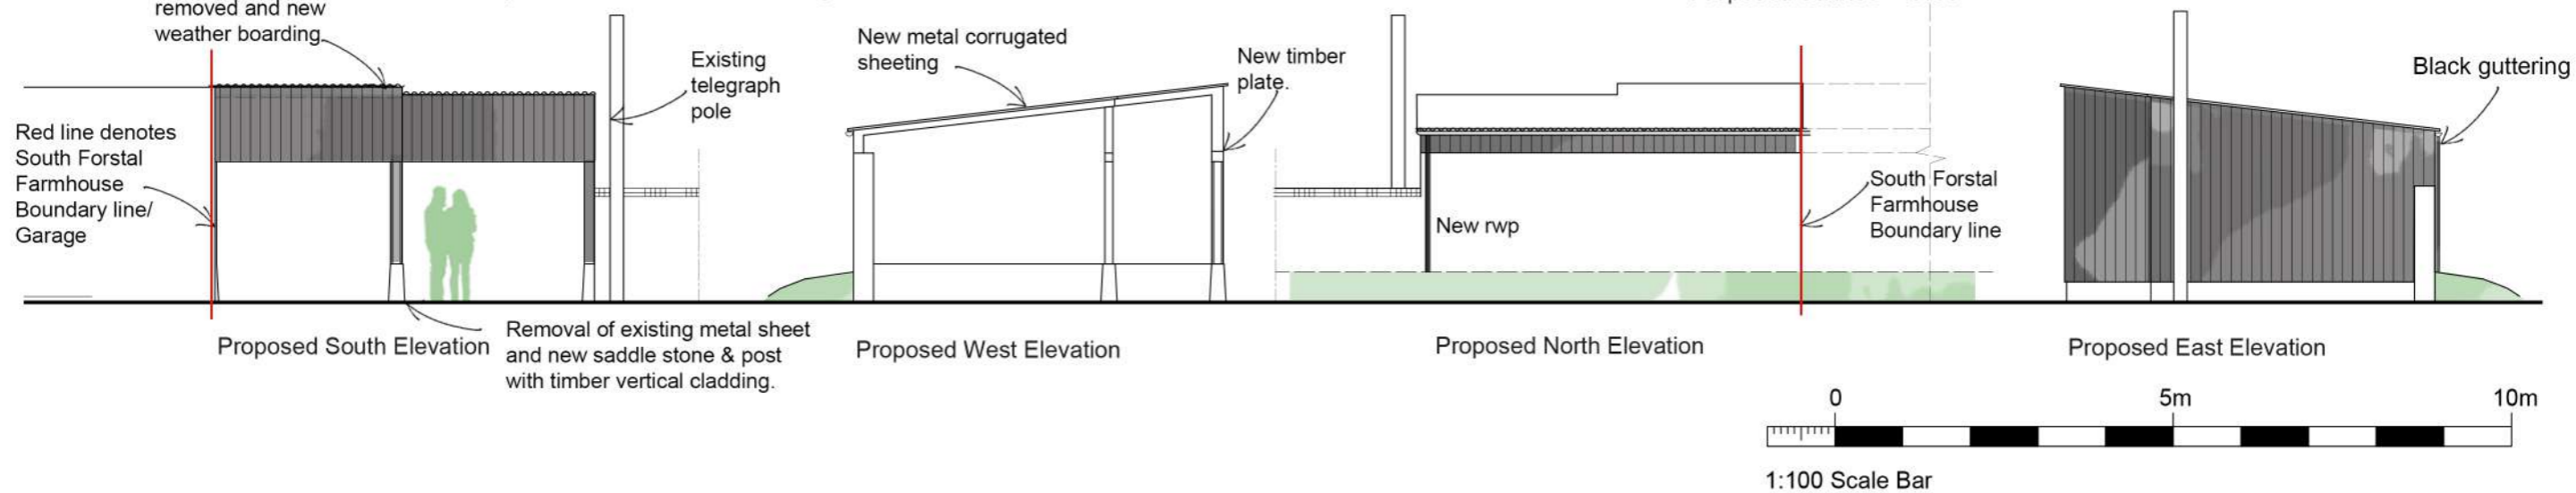 removed and new
weather boarding
Red line denotes
South Forstal
Farmhouse
Boundary line/
Garage
Existing
telegraph
pole
New metal corrugated
sheeting
New timber
plate.
New rwp
South Forstal
Farmhouse
Boundary line
Black guttering
Proposed South Elevation
Removal of existing metal sheet
and new saddle stone & post
with timber vertical cladding.
Proposed West Elevation
Proposed North Elevation
Proposed East Elevation
0
5m
10m
1:100 Scale Bar